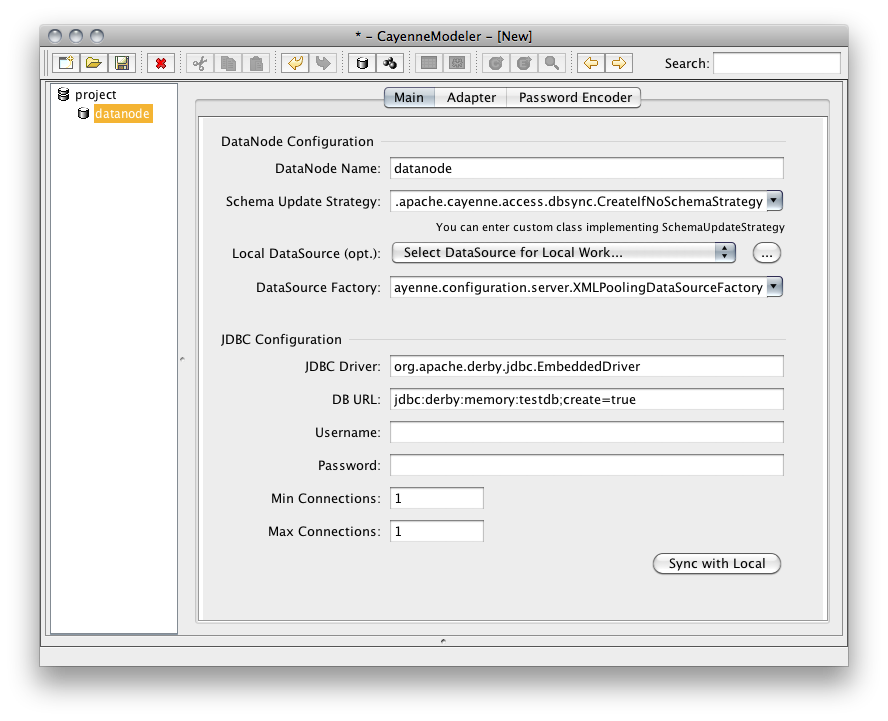 * – CayenneModeler – [New]
Search:
project
datanode
Main Adapter Password Encoder
DataNode Configuration
DataNode Name: datanode
Schema Update Strategy: .apache.cayenne.access.dbsync.CreateIfNoSchemaStrategy
You can enter custom class implementing SchemaUpdateStrategy
Local DataSource (opt.): Select DataSource for Local Work... ...
DataSource Factory: ayenne.configuration.server.XMLPoolingDataSourceFactory
JDBC Configuration
JDBC Driver: org.apache.derby.jdbc.EmbeddedDriver
DB URL: jdbc:derby:memory:testdb;create=true
Username:
Password:
Min Connections: 1
Max Connections: 1
Sync with Local